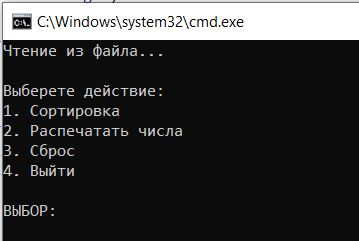 C:\Windows\system32\cmd.exe
Чтение из файла...
Выберете действие:
1. Сортировка
2. Распечатать числа
3. Сброс
4. Выйти
ВЫБОР: